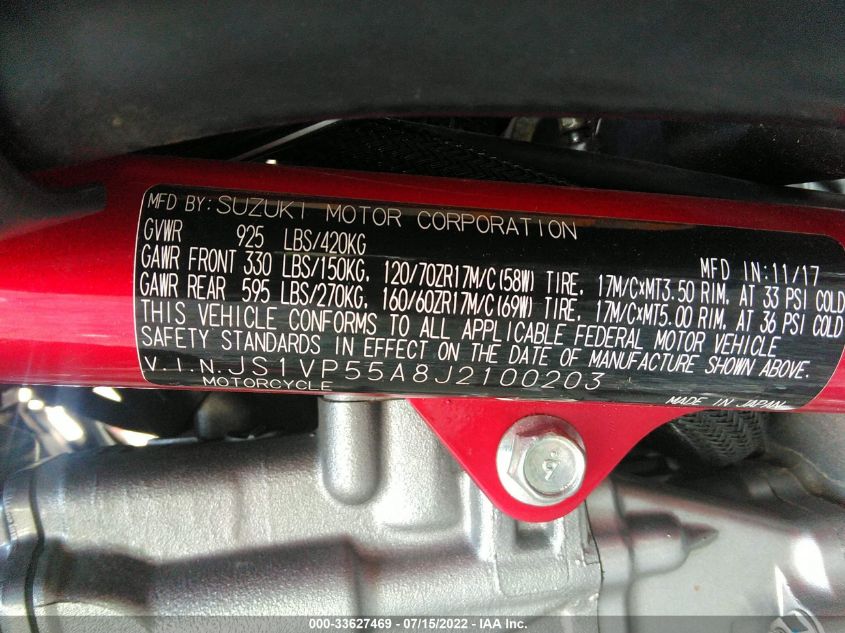 MFD BY: SUZUKI MOTOR CORPORATION
GVWR 925 LBS/420KG MFD IN:11/17
GAWR FRONT 330 LBS/150KG, 120/70ZR17M/C(58W) TIRE, 17M/C×MT3.50 RIM, AT 33 PSI COLD
GAWR REAR 595 LBS/270KG, 160/60ZR17M/C(69W) TIRE, 17M/C×MT5.00 RIM, AT 36 PSI COLD
THIS VEHICLE CONFORMS TO ALL APPLICABLE FEDERAL MOTOR VEHICLE
SAFETY STANDARDS IN EFFECT ON THE DATE OF MANUFACTURE SHOWN ABOVE.
V.I.N. JS1VP55A8J2100203
MOTORCYCLE MADE IN JAPAN
9
000-33627469 - 07/15/2022 - IAA Inc.